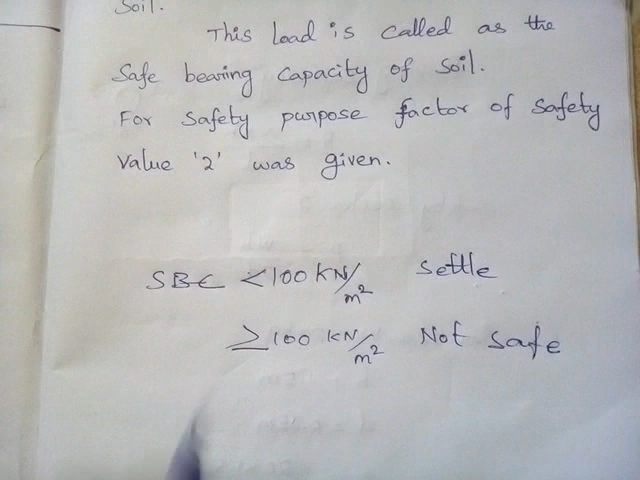 Soil.
This Load is called as the
Safe bearing capacity of Soil.
For Safety purpose factor of Safety
Value '2' was given.
SBC <100 KN/m² Settle
≥100 KN/m² Not safe